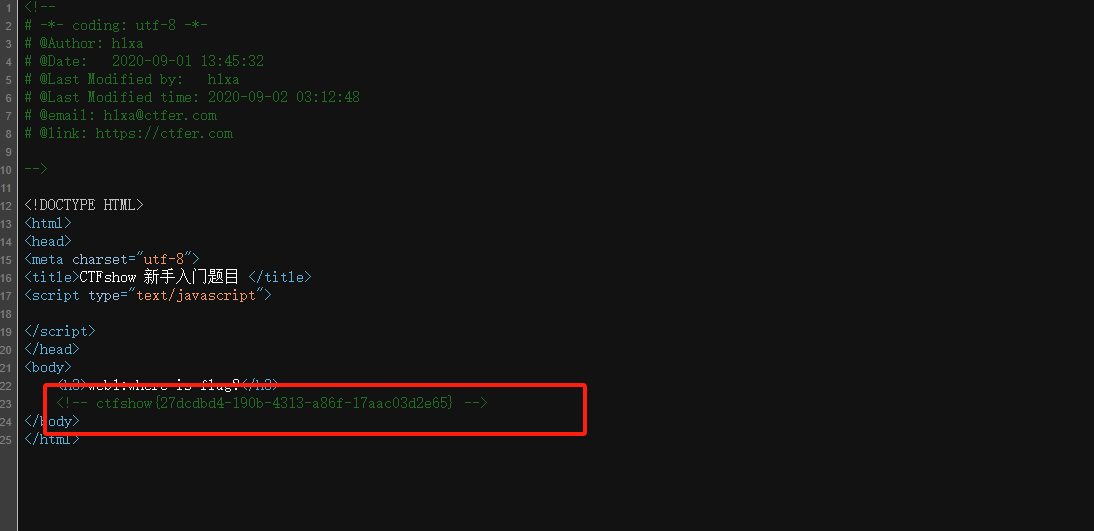 1 <!--
2 # -*- coding: utf-8 -*-
3 # @Author: hlxa
4 # @Date:   2020-09-01 13:45:32
5 # @Last Modified by:   hlxa
6 # @Last Modified time: 2020-09-02 03:12:48
7 # @email: hlxa@ctfer.com
8 # @link: https://ctfer.com
9
10 -->
11
12 <!DOCTYPE HTML>
13 <html>
14 <head>
15 <meta charset="utf-8">
16 <title>CTFshow 新手入门题目 </title>
17 <script type="text/javascript">
18
19 </script>
20 </head>
21 <body>
22     <h3>web1:where is flag?</h3>
23     <!-- ctfshow{27dcdbd4-190b-4313-a86f-17aac03d2e65} -->
24 </body>
25 </html>